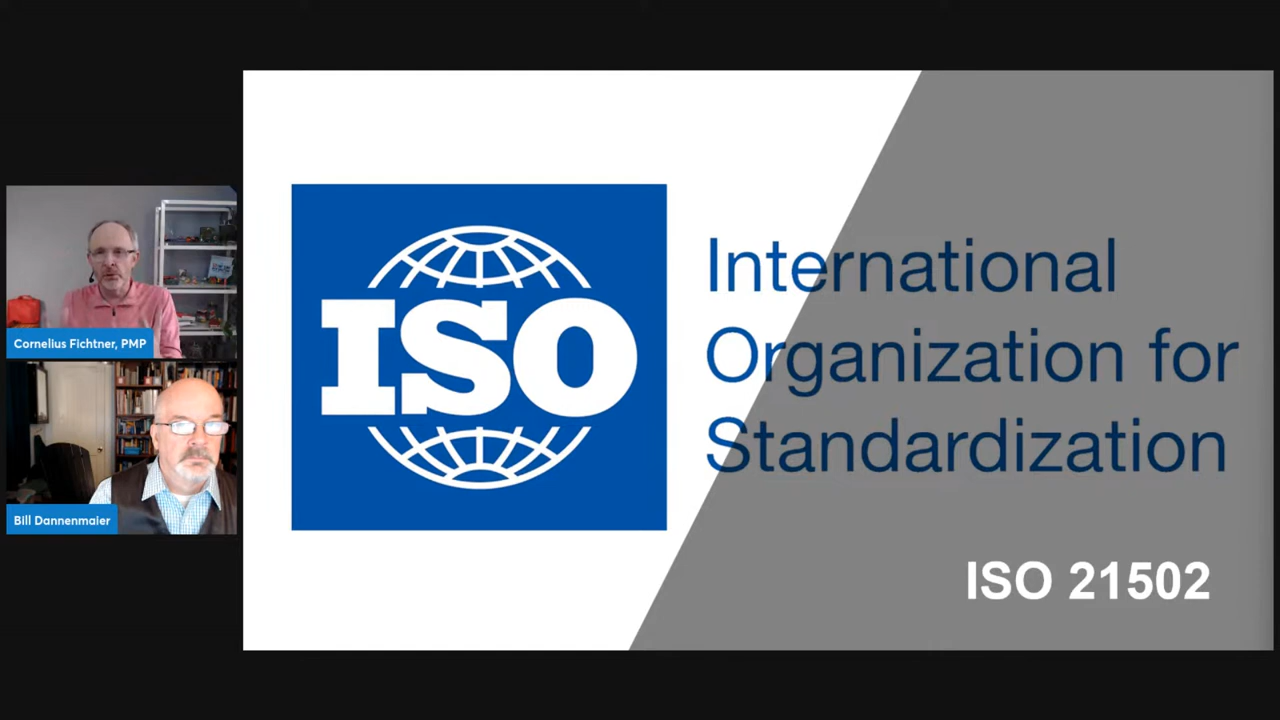 Cornelius Fichtner, PMP
Bill Dannenmaier
ISO
International
Organization for
Standardization
ISO 21502